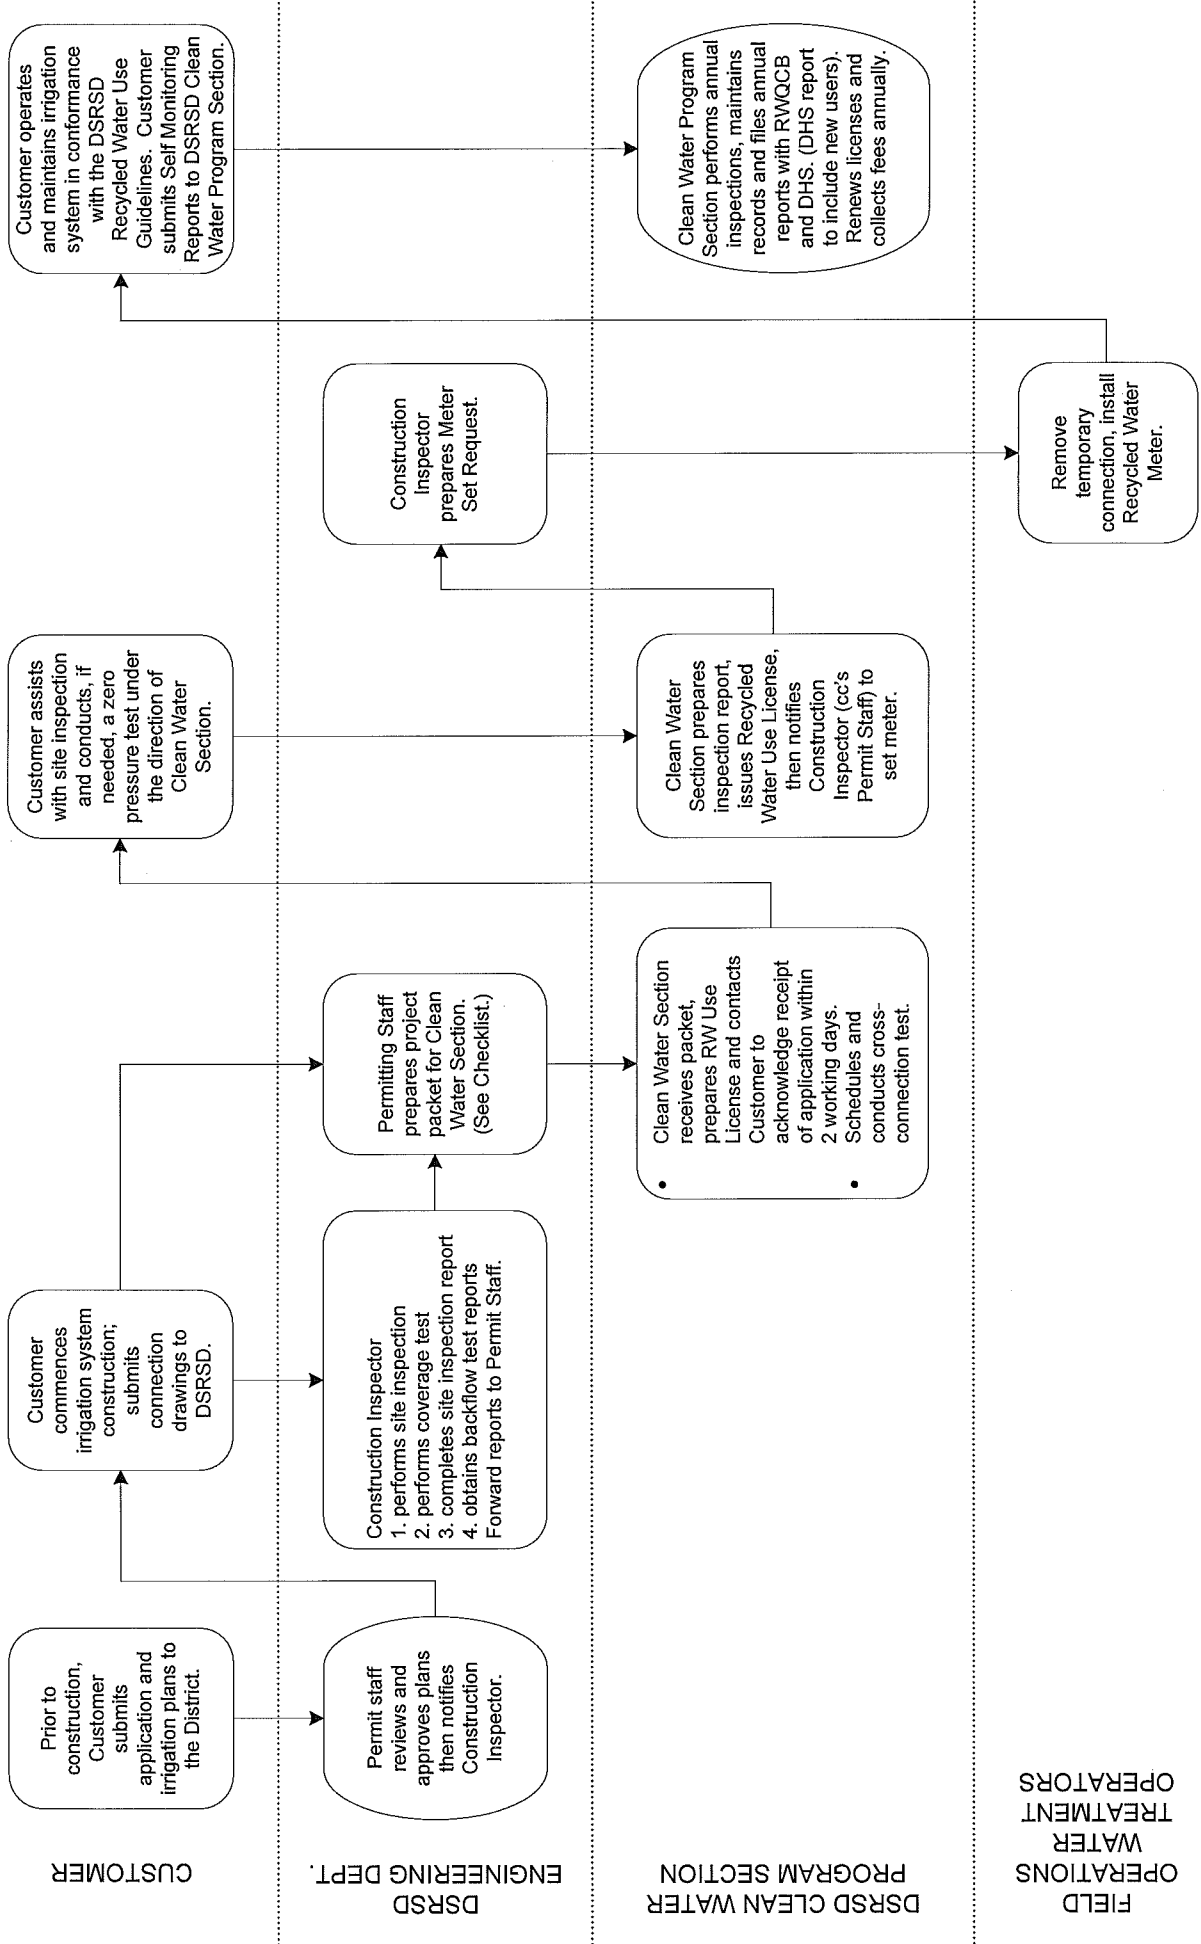 CUSTOMER
Prior to
construction,
Customer
submits
application and
irrigation plans to
the District.
Customer
commences
irrigation system
construction;
submits
connection
drawings to
DSRSD.
Customer assists
with site inspection
and conducts, if
needed, a zero
pressure test under
the direction of
Clean Water
Section.
Customer operates
and maintains irrigation
system in conformance
with the DSRSD
Recycled Water Use
Guidelines. Customer
submits Self Monitoring
Reports to DSRSD Clean
Water Program Section.
DSRSD
ENGINEERING DEPT.
Permit staff
reviews and
approves plans
then notifies
Construction
Inspector.
Construction Inspector
1. performs site inspection
2. performs coverage test
3. completes site inspection report
4. obtains backflow test reports
Forward reports to Permit Staff.
Permitting Staff
prepares project
packet for Clean
Water Section.
(See Checklist.)
Construction
Inspector
prepares Meter
Set Request.
DSRSD CLEAN WATER
PROGRAM SECTION
• Clean Water Section
receives packet,
prepares RW Use
License and contacts
Customer to
acknowledge receipt
of application within
2 working days.
• Schedules and
conducts cross-
connection test.
Clean Water
Section prepares
inspection report,
issues Recycled
Water Use License,
then notifies
Construction
Inspector (cc's
Permit Staff) to
set meter.
Clean Water Program
Section performs annual
inspections, maintains
records and files annual
reports with RWQCB
and DHS. (DHS report
to include new users).
Renews licenses and
collects fees annually.
FIELD
OPERATIONS
WATER
TREATMENT
OPERATORS
Remove
temporary
connection, install
Recycled Water
Meter.